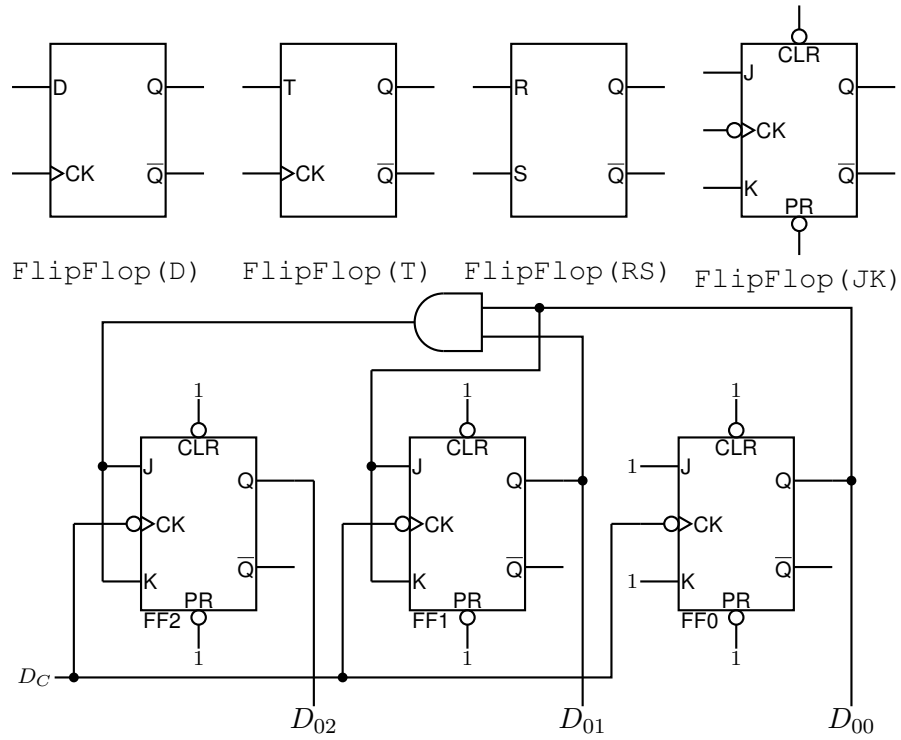 CLR
D Q T Q R Q J Q
CK
CK Q̅ CK Q̅ S Q̅ K Q̅
PR
FlipFlop(D) FlipFlop(T) FlipFlop(RS) FlipFlop(JK)
1 1 1
CLR CLR CLR
J Q J Q 1 J Q
CK CK CK
K Q̅ K Q̅ 1 K Q̅
PR PR PR
FF2 FF1 FF0
1 1 1
D_C
D_02 D_01 D_00